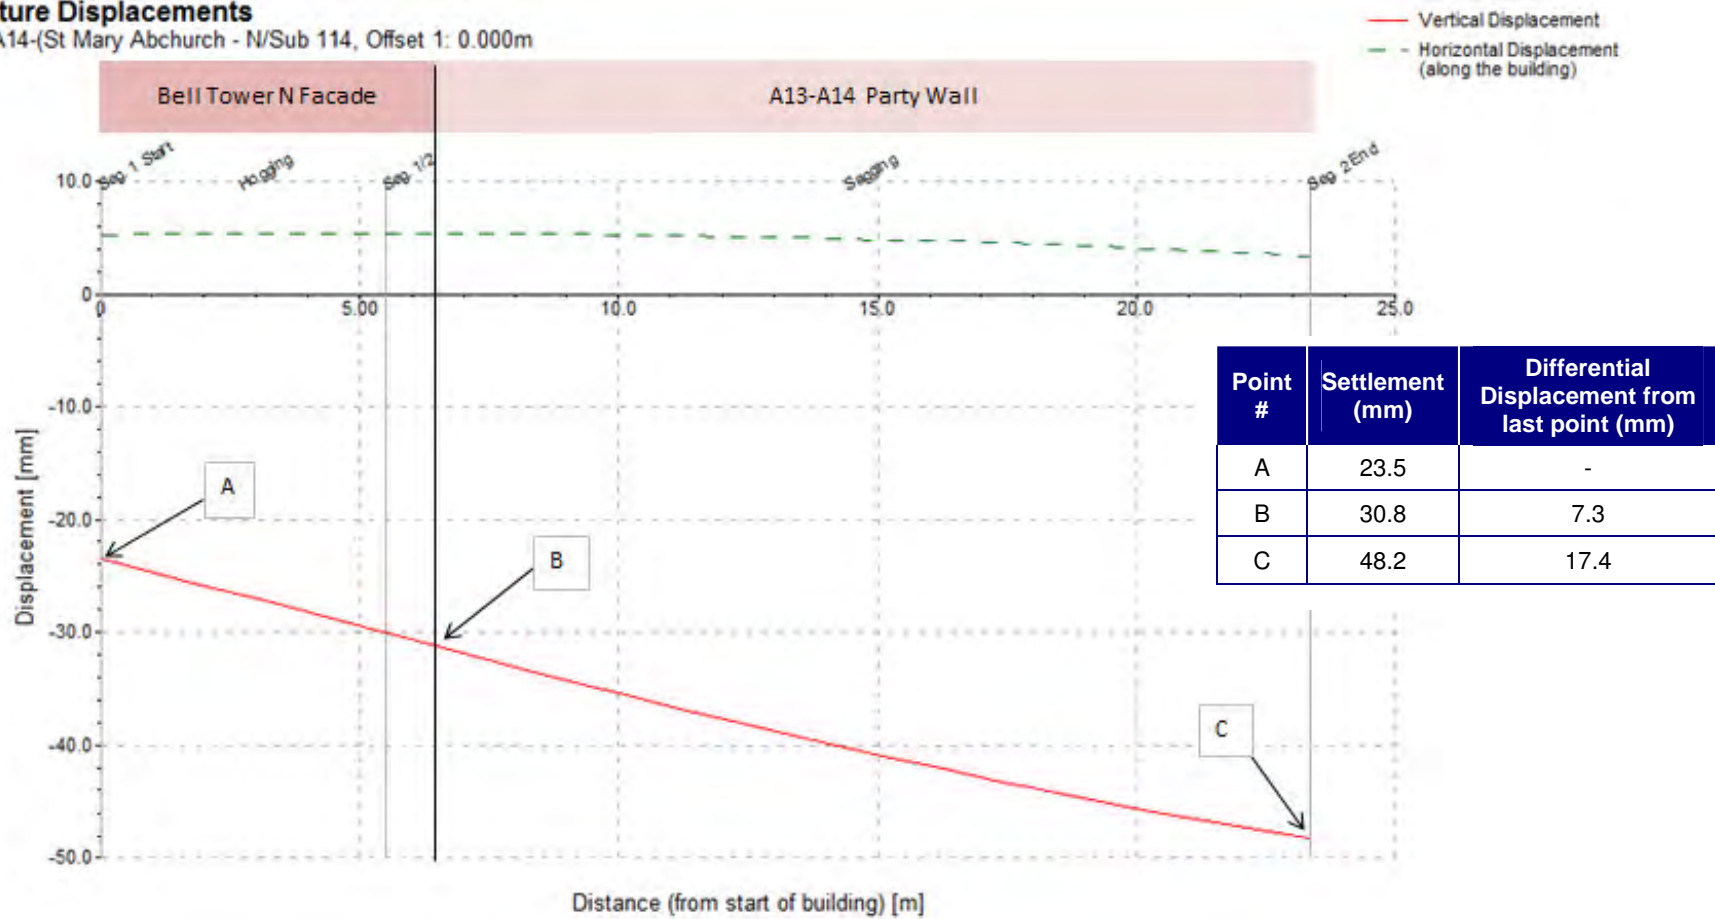 ture Displacements
A14-(St Mary Abchurch - N/Sub 114, Offset 1: 0.000m
Vertical Displacement
Horizontal Displacement
(along the building)
Bell Tower N Facade
A13-A14 Party Wall
Seg. 1 Start
Hogging
Seg. 1/2
Sagging
Seg. 2 End
10.0
0
-10.0
-20.0
-30.0
-40.0
-50.0
0
5.00
10.0
15.0
20.0
25.0
Displacement [mm]
Distance (from start of building) [m]
A
B
C
Point # Settlement (mm) Differential Displacement from last point (mm)
A 23.5 -
B 30.8 7.3
C 48.2 17.4